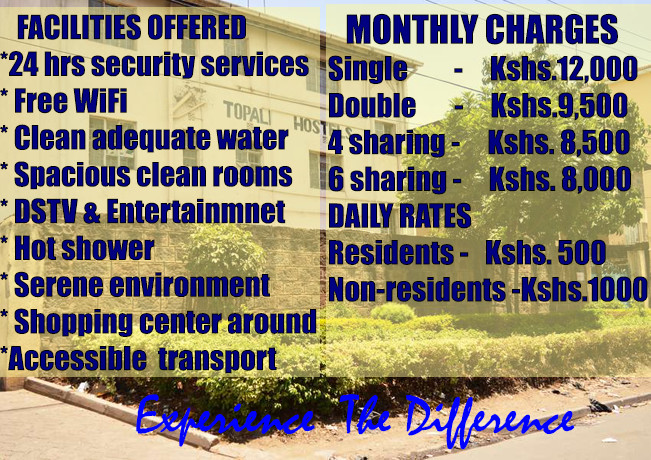 FACILITIES OFFERED
*24 hrs security services
* Free WiFi
* Clean adequate water
* Spacious clean rooms
* DSTV & Entertainmnet
* Hot shower
* Serene environment
* Shopping center around
*Accessible transport
MONTHLY CHARGES
Single - Kshs.12,000
Double - Kshs.9,500
4 sharing - Kshs. 8,500
6 sharing - Kshs. 8,000
DAILY RATES
Residents - Kshs. 500
Non-residents -Kshs.1000
TOPALI HOSTELS
Experience The Difference